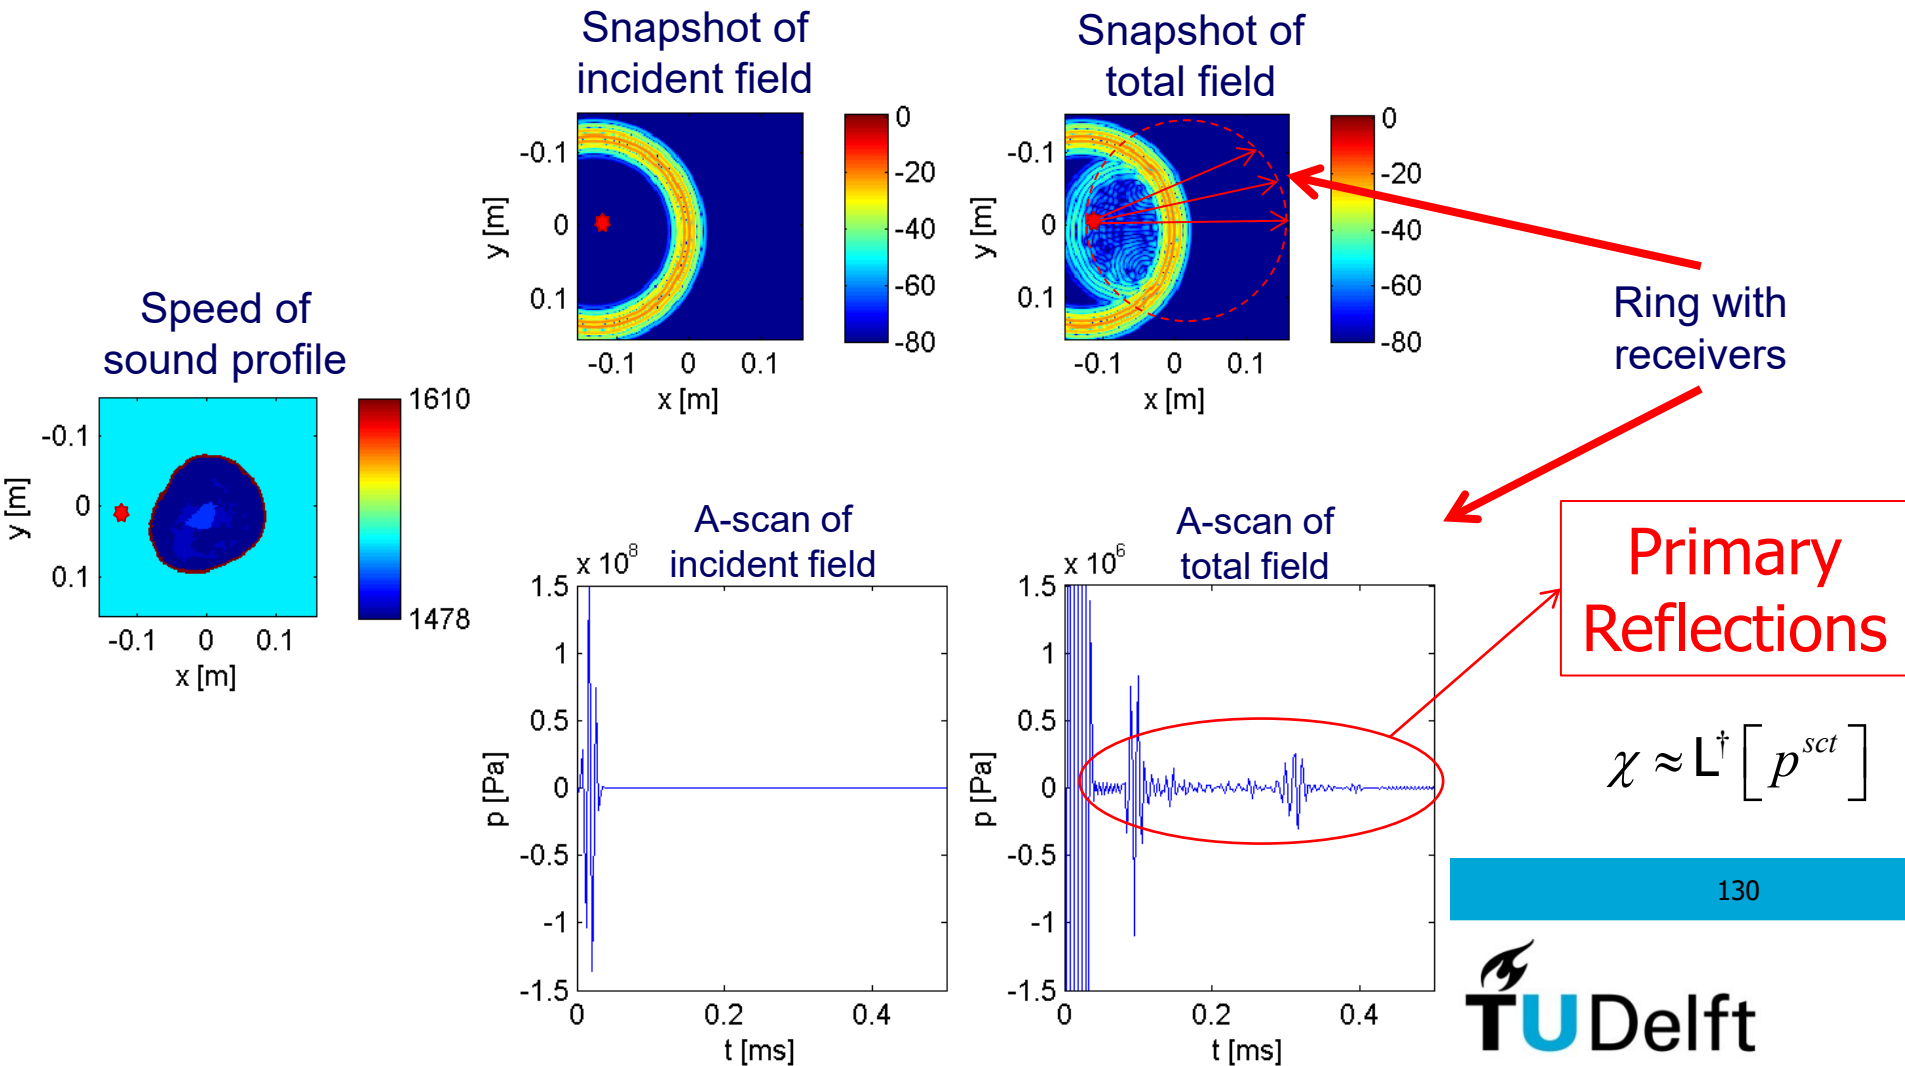 Snapshot of
incident field
0
-20
-40
-60
-80
-0.1
0
0.1
y [m]
-0.1 0 0.1
x [m]
Snapshot of
total field
0
-20
-40
-60
-80
-0.1
0
0.1
y [m]
-0.1 0 0.1
x [m]
Ring with
receivers
Speed of
sound profile
1610
1478
-0.1
0
0.1
y [m]
-0.1 0 0.1
x [m]
A-scan of
incident field
x 10^8
1.5
1
0.5
0
-0.5
-1
-1.5
p [Pa]
0 0.2 0.4
t [ms]
A-scan of
total field
x 10^6
1.5
1
0.5
0
-0.5
-1
-1.5
p [Pa]
0 0.2 0.4
t [ms]
Primary
Reflections
χ ≈ L† [ p^sct ]
130
TUDelft